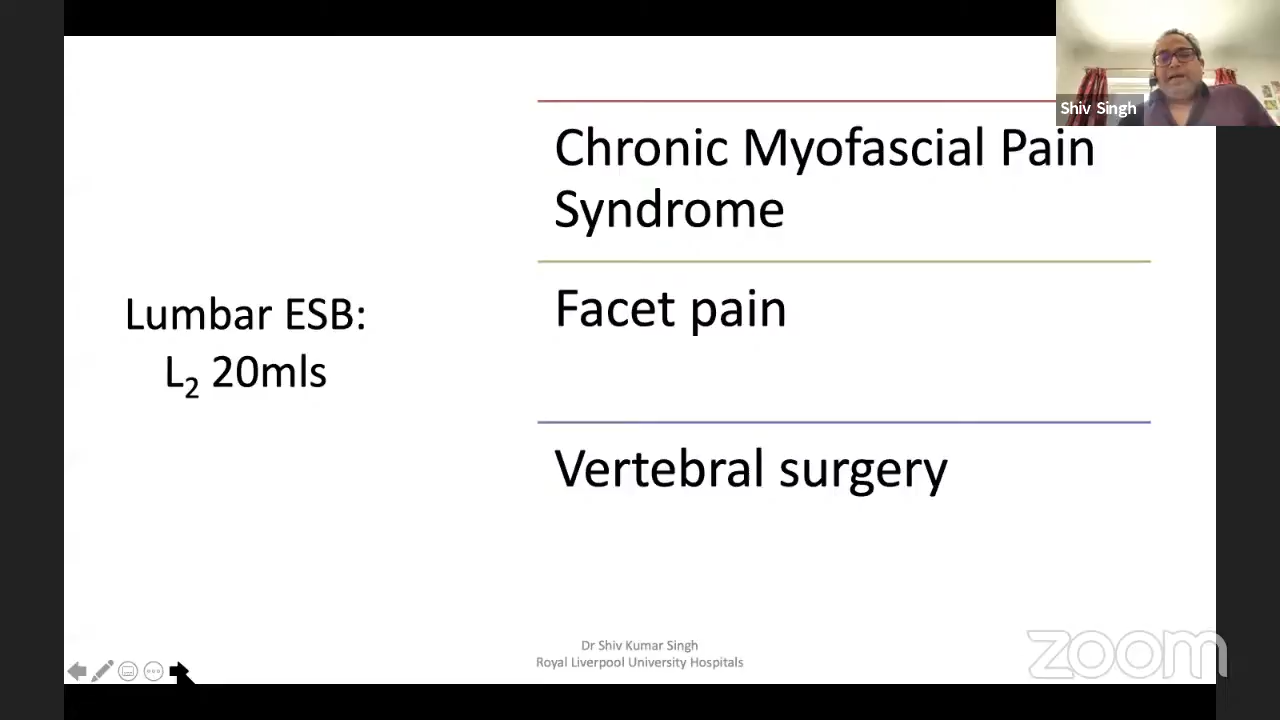 Shiv Singh
Chronic Myofascial Pain
Syndrome
Facet pain
Lumbar ESB:
L₂ 20mls
Vertebral surgery
Dr Shiv Kumar Singh
Royal Liverpool University Hospitals
zoom